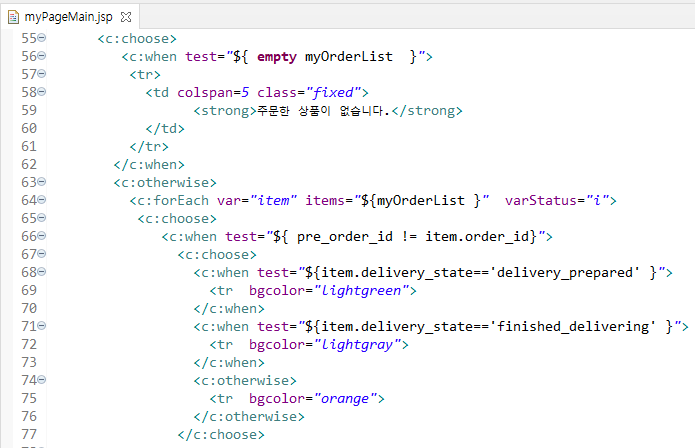 myPageMain.jsp
55 <c:choose>
56 <c:when test="${ empty myOrderList  }">
57 <tr>
58 <td colspan=5 class="fixed">
59 <strong>주문한 상품이 없습니다.</strong>
60 </td>
61 </tr>
62 </c:when>
63 <c:otherwise>
64 <c:forEach var="item" items="${myOrderList }"  varStatus="i">
65 <c:choose>
66 <c:when test="${ pre_order_id != item.order_id}">
67 <c:choose>
68 <c:when test="${item.delivery_state=='delivery_prepared' }">
69 <tr  bgcolor="lightgreen">
70 </c:when>
71 <c:when test="${item.delivery_state=='finished_delivering' }">
72 <tr  bgcolor="lightgray">
73 </c:when>
74 <c:otherwise>
75 <tr  bgcolor="orange">
76 </c:otherwise>
77 </c:choose>